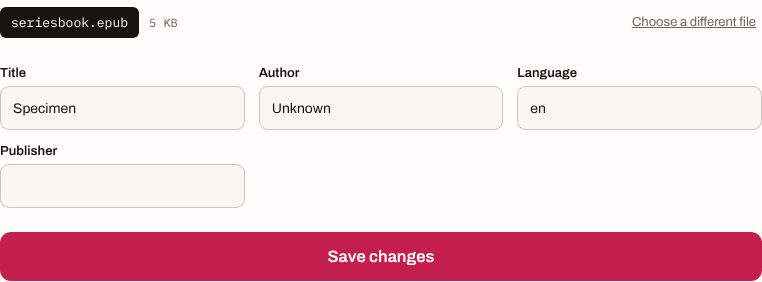 seriesbook.epub 5 KB Choose a different file
Title Author Language
Specimen Unknown en
Publisher
Save changes